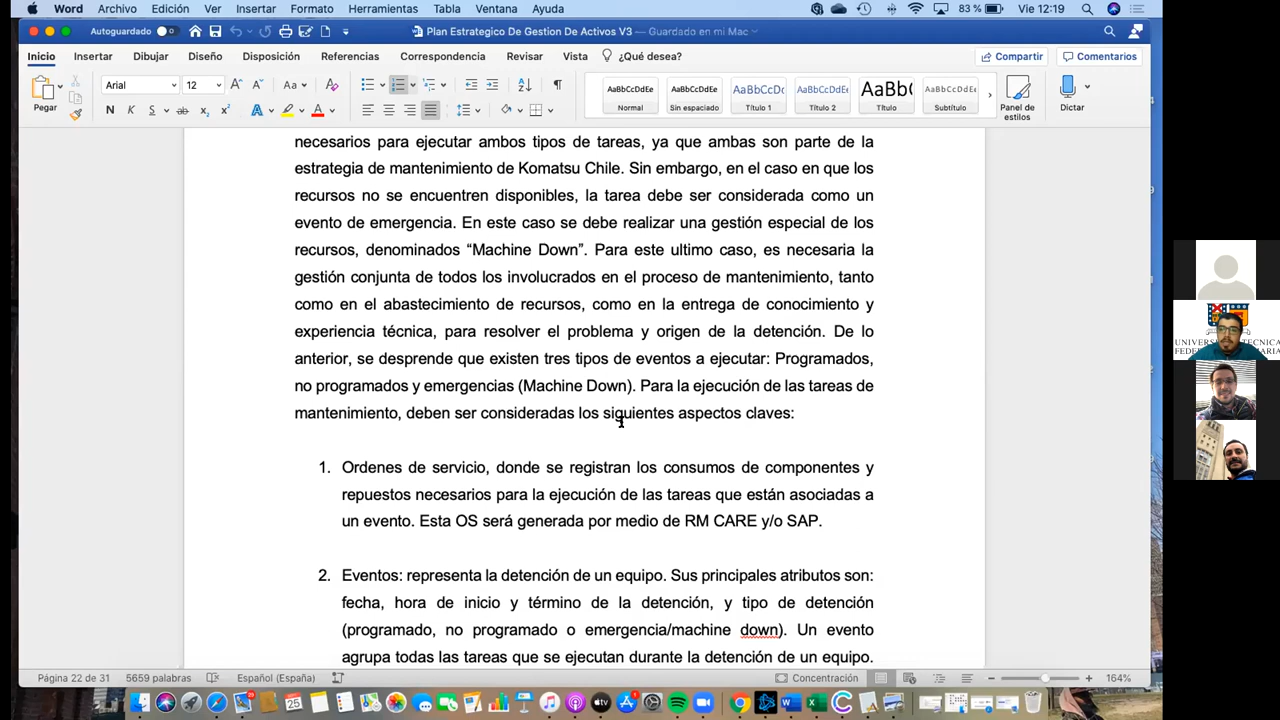 Word Archivo Edición Ver Insertar Formato Herramientas Tabla Ventana Ayuda 83 % Vie 12:19
Autoguardado Plan Estrategico De Gestion De Activos V3 — Guardado en mi Mac
Inicio Insertar Dibujar Diseño Disposición Referencias Correspondencia Revisar Vista ¿Qué desea? Compartir Comentarios
Arial 12
Pegar
N K S ab x₂ x²
AaBbCcDdEe AaBbCcDdEe AaBbCcDc AaBbCcDdEe AaBb( AaBbCcDdEe
Normal Sin espaciado Título 1 Título 2 Título Subtítulo Panel de estilos Dictar
necesarios para ejecutar ambos tipos de tareas, ya que ambas son parte de la
estrategia de mantenimiento de Komatsu Chile. Sin embargo, en el caso en que los
recursos no se encuentren disponibles, la tarea debe ser considerada como un
evento de emergencia. En este caso se debe realizar una gestión especial de los
recursos, denominados “Machine Down”. Para este ultimo caso, es necesaria la
gestión conjunta de todos los involucrados en el proceso de mantenimiento, tanto
como en el abastecimiento de recursos, como en la entrega de conocimiento y
experiencia técnica, para resolver el problema y origen de la detención. De lo
anterior, se desprende que existen tres tipos de eventos a ejecutar: Programados,
no programados y emergencias (Machine Down). Para la ejecución de las tareas de
mantenimiento, deben ser consideradas los siguientes aspectos claves:
1. Ordenes de servicio, donde se registran los consumos de componentes y
repuestos necesarios para la ejecución de las tareas que están asociadas a
un evento. Esta OS será generada por medio de RM CARE y/o SAP.
2. Eventos: representa la detención de un equipo. Sus principales atributos son:
fecha, hora de inicio y término de la detención, y tipo de detención
(programado, no programado o emergencia/machine down). Un evento
agrupa todas las tareas que se ejecutan durante la detención de un equipo.
Página 22 de 31 5659 palabras Español (España) Concentración 164%